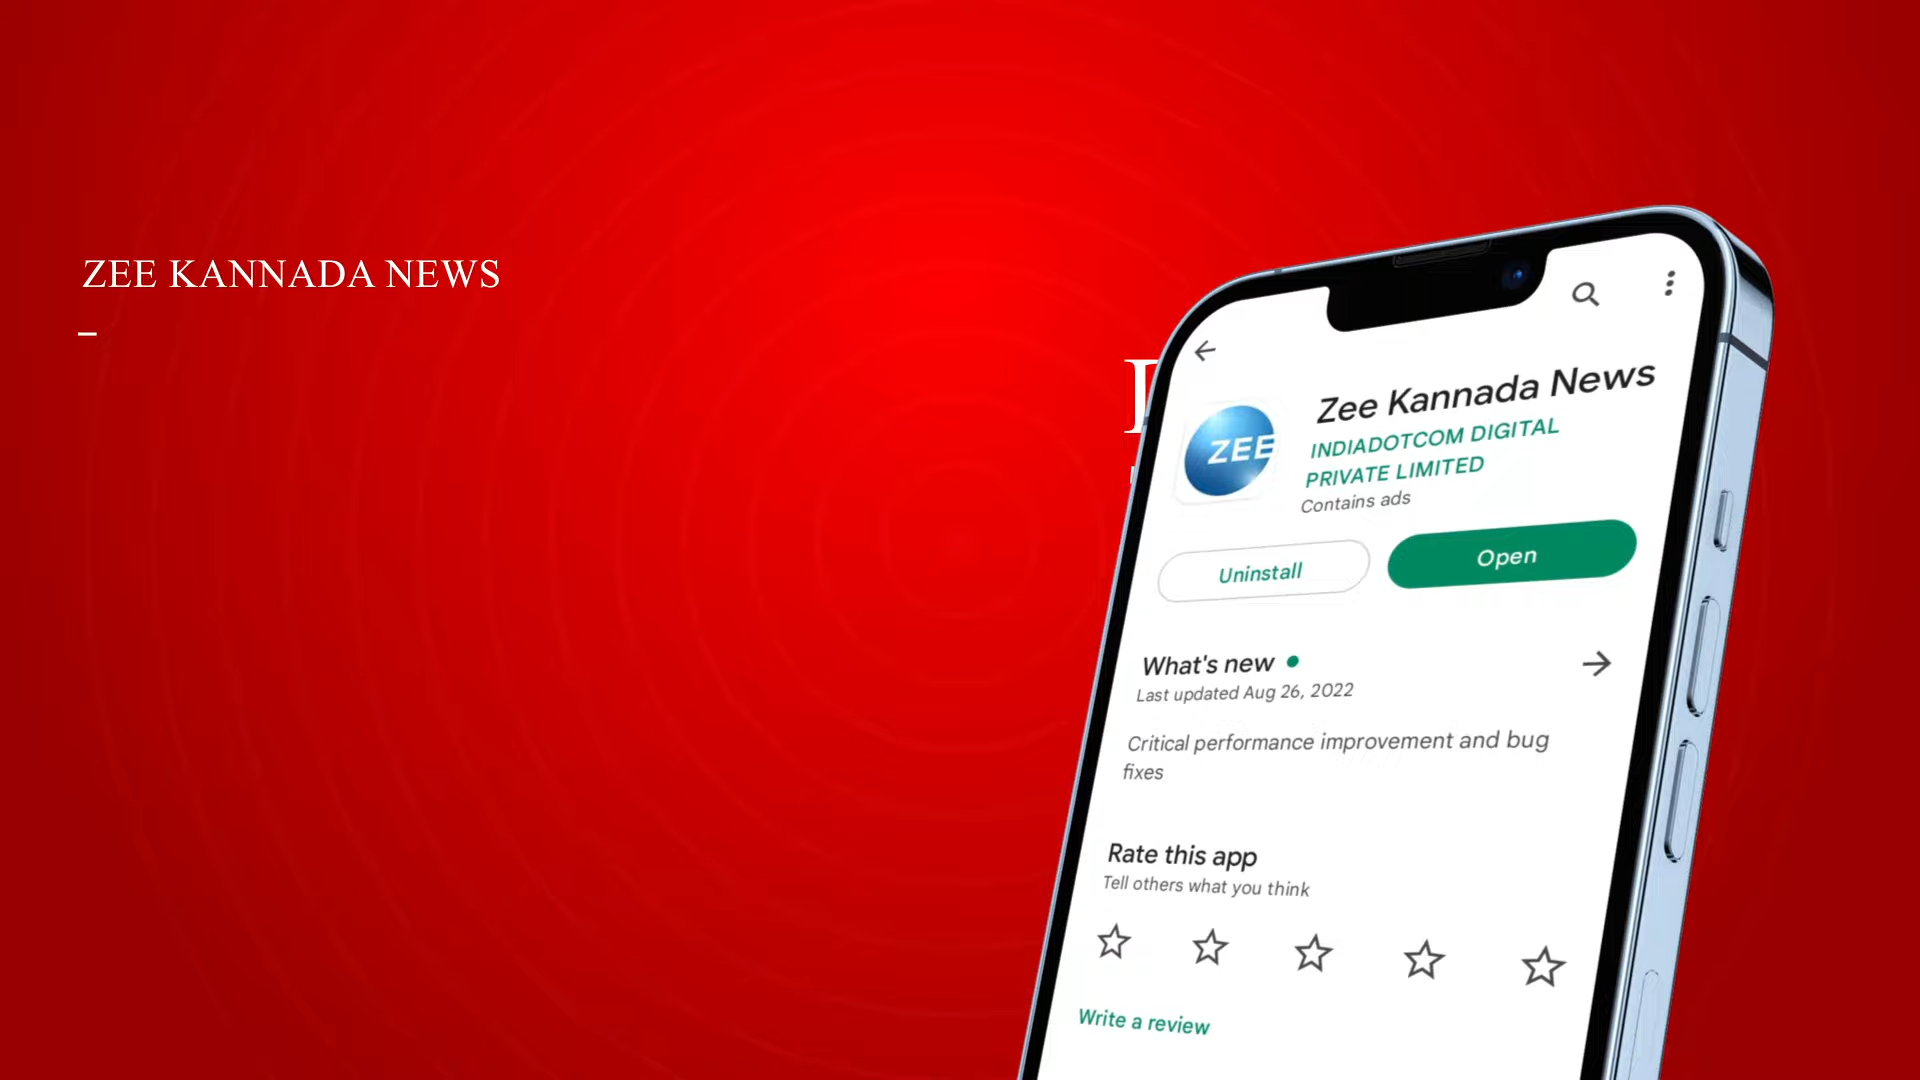 ZEE KANNADA NEWS
Zee Kannada News
INDIADOTCOM DIGITAL
PRIVATE LIMITED
Contains ads
ZEE
Uninstall
Open
What's new
Last updated Aug 26, 2022
Critical performance improvement and bug
fixes
Rate this app
Tell others what you think
Write a review